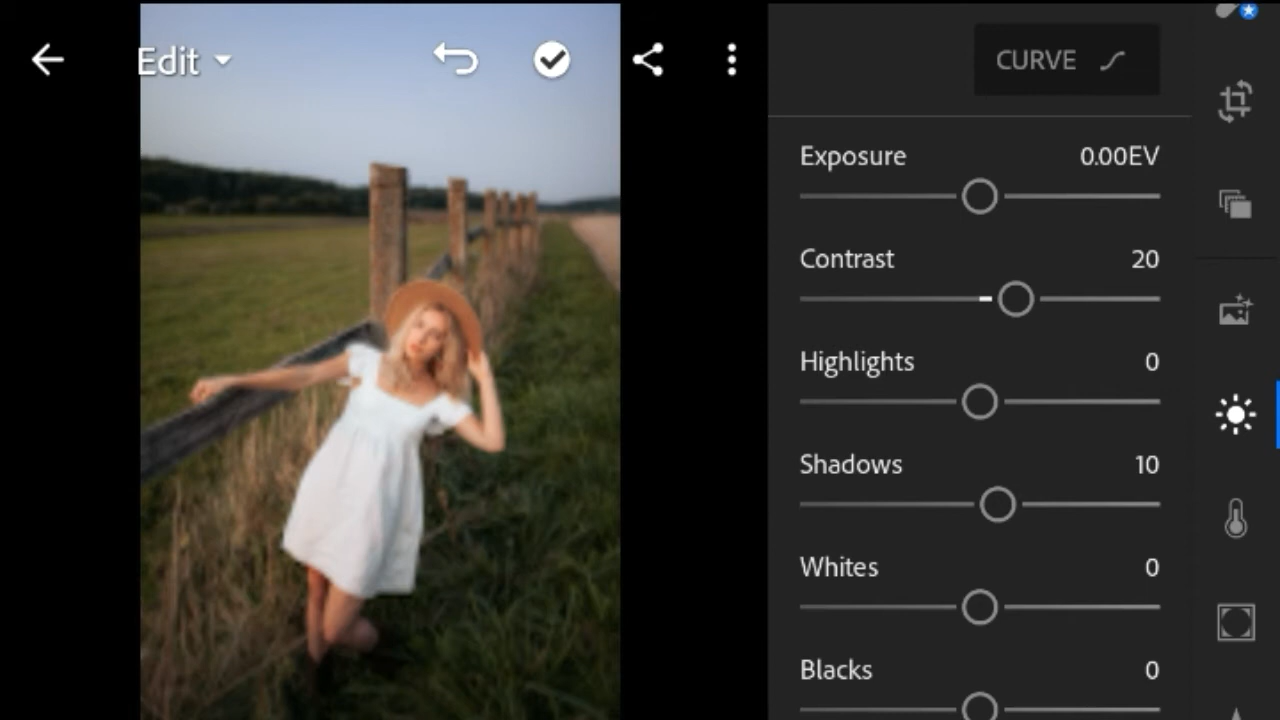 Edit
CURVE
Exposure 0.00EV
Contrast 20
Highlights 0
Shadows 10
Whites 0
Blacks 0